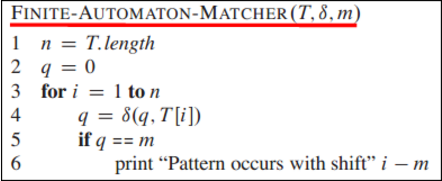 FINITE-AUTOMATON-MATCHER(T, δ, m)
1 n = T.length
2 q = 0
3 for i = 1 to n
4 q = δ(q, T[i])
5 if q == m
6 print “Pattern occurs with shift” i − m